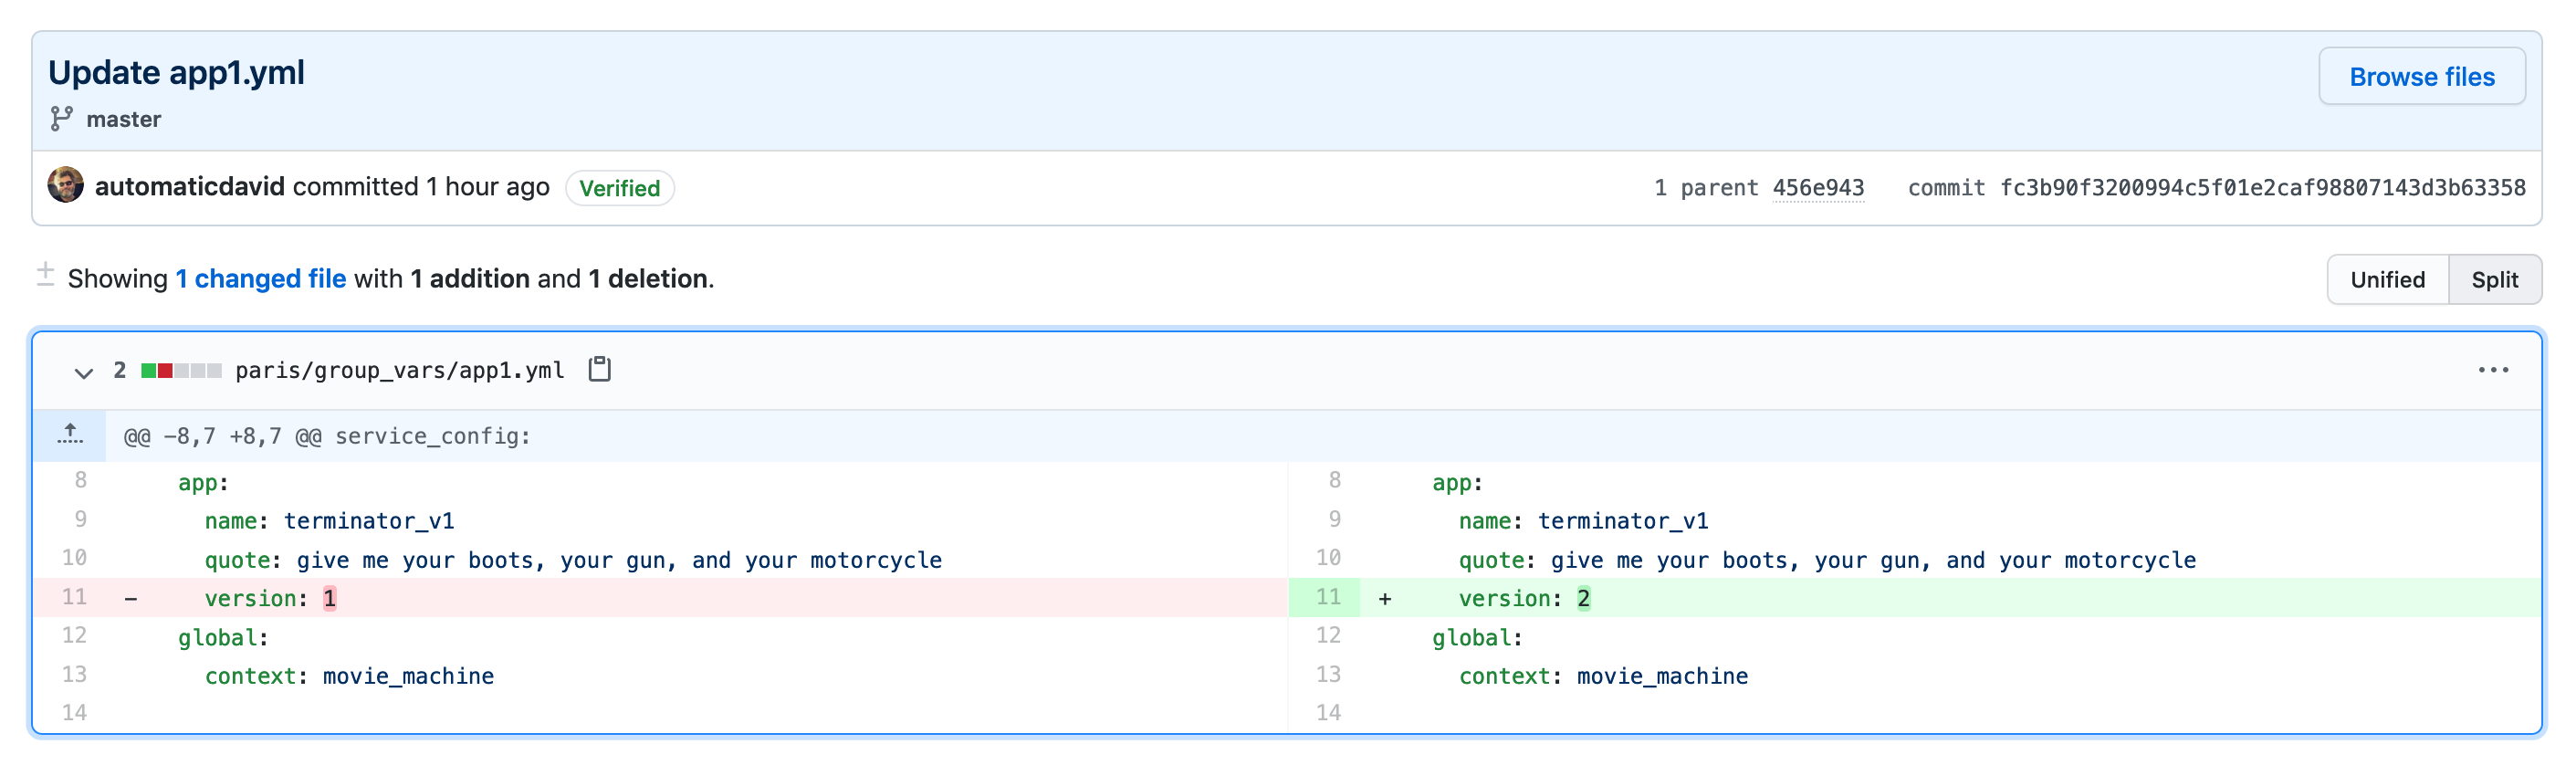 Update app1.yml
Browse files
master
automaticdavid committed 1 hour ago Verified
1 parent 456e943 commit fc3b90f3200994c5f01e2caf98807143d3b63358
Showing 1 changed file with 1 addition and 1 deletion.
Unified Split
2 paris/group_vars/app1.yml
@@ -8,7 +8,7 @@ service_config:
8 app: 8 app:
9 name: terminator_v1 9 name: terminator_v1
10 quote: give me your boots, your gun, and your motorcycle 10 quote: give me your boots, your gun, and your motorcycle
11 - version: 1 11 + version: 2
12 global: 12 global:
13 context: movie_machine 13 context: movie_machine
14 14